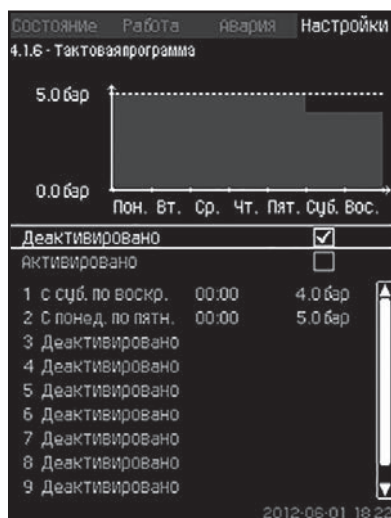 Состояние Работа Авария Настройки
4.1.6 - Тактоваяпрограмма
5.0 бар
0.0 бар
Пон. Вт. Ср. Чт. Пят. Суб. Вос.
Деактивировано
Активировано
1 с суб. по воскр. 00:00 4.0 бар
2 С понед. по пятн. 00:00 5.0 бар
3 Деактивировано
4 Деактивировано
5 Деактивировано
6 Деактивировано
7 Деактивировано
8 Деактивировано
9 Деактивировано
2012-06-01 18:22